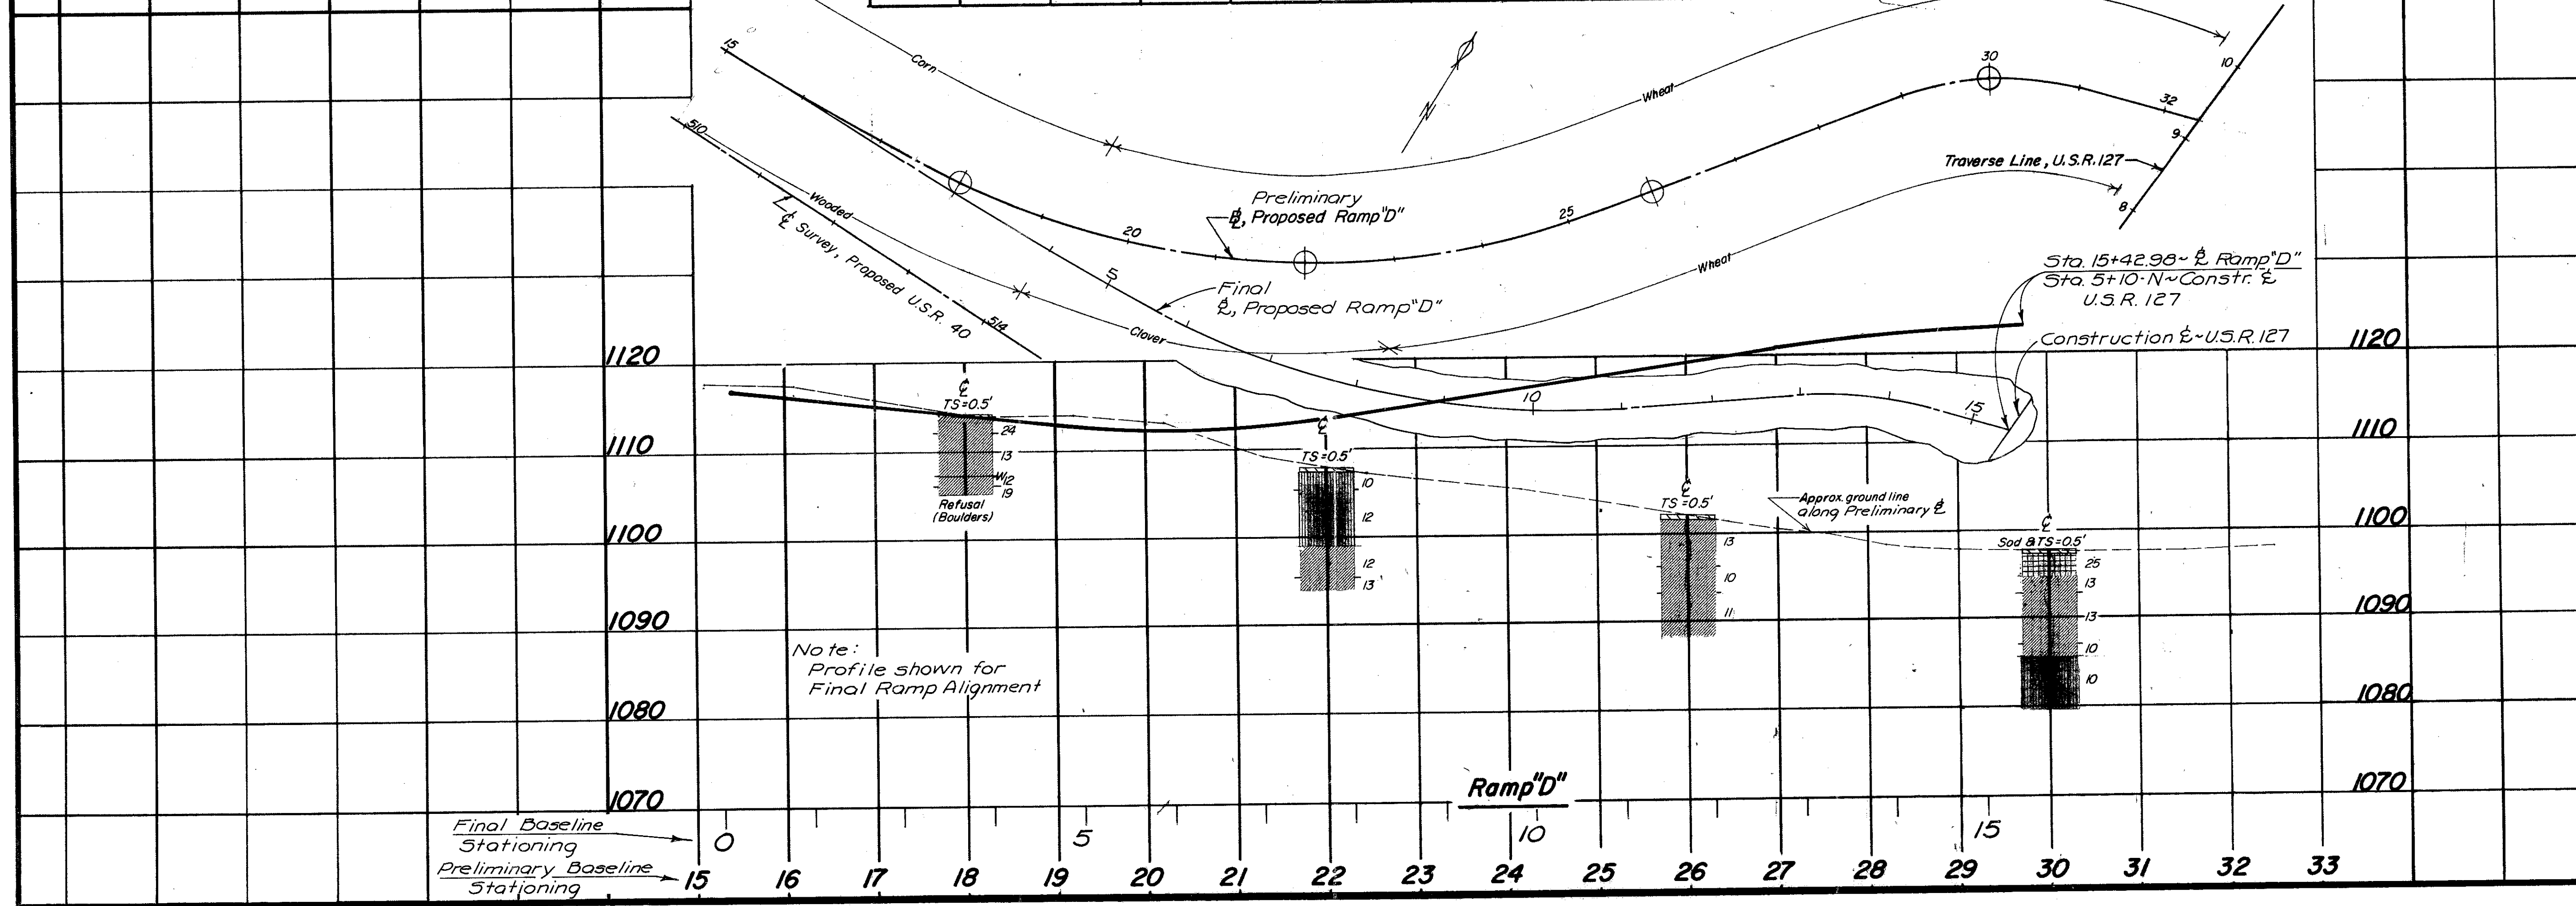 15
Corn
Wheat
30
10
32
9
Traverse Line, U.S.R.127
8
N
510
Wooded
℄ Survey, Proposed U.S.R. 40
514
Preliminary
℄, Proposed Ramp "D"
20
25
5
Final
℄, Proposed Ramp "D"
Clover
Wheat
Sta. 15+42.98~ ℄ Ramp "D"
Sta. 5+10-N~Constr. ℄
U.S.R. 127
Construction ℄~U.S.R.127
10
15
1120
1120
1110
1110
1100
1100
1090
1090
1080
1080
1070
1070
℄
TS=0.5'
24
13
W
12
19
Refusal
(Boulders)
℄
TS=0.5'
10
12
12
13
℄
TS=0.5'
13
10
11
Approx. ground line
along Preliminary ℄
℄
Sod & TS=0.5'
25
13
13
10
10
Note:
Profile shown for
Final Ramp Alignment
Ramp "D"
Final Baseline
Stationing
0 5 10 15
Preliminary Baseline
Stationing
15 16 17 18 19 20 21 22 23 24 25 26 27 28 29 30 31 32 33